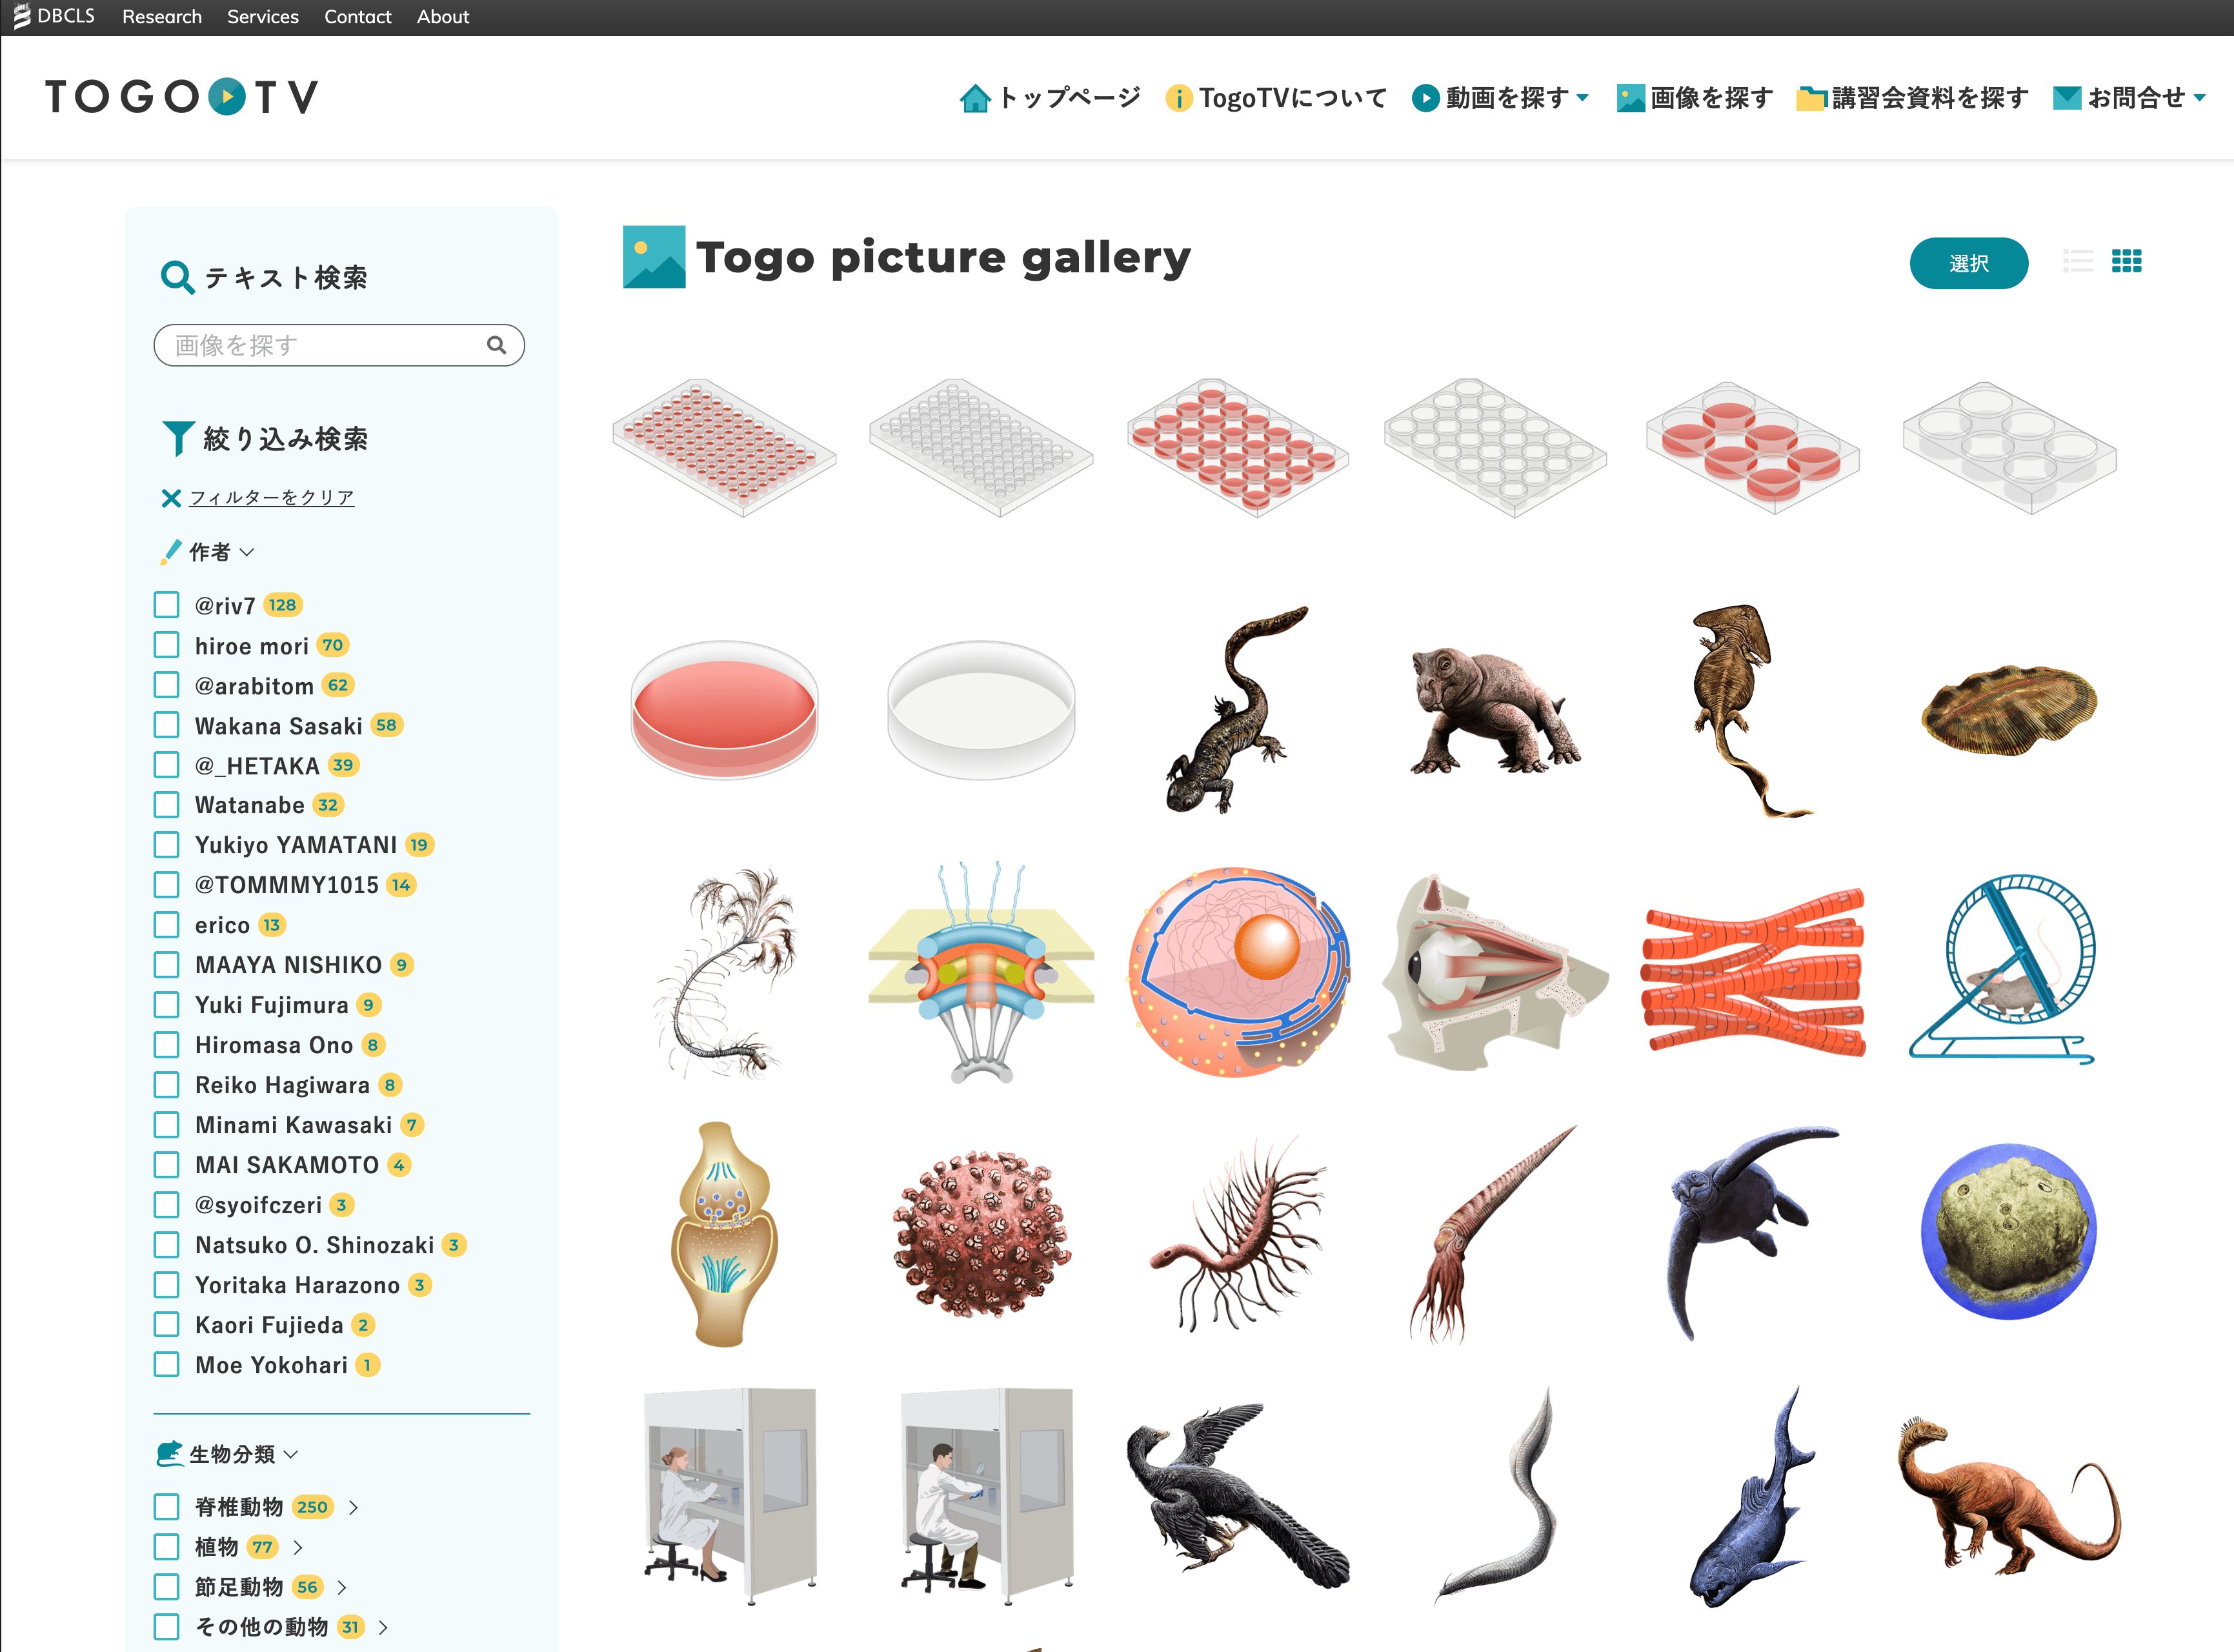 DBCLS Research Services Contact About
TOGO TV
トップページ TogoTVについて 動画を探す 画像を探す 講習会資料を探す お問合せ
テキスト検索
画像を探す
絞り込み検索
フィルターをクリア
作者
@riv7 128
hiroe mori 70
@arabitom 62
Wakana Sasaki 58
@_HETAKA 39
Watanabe 32
Yukiyo YAMATANI 19
@TOMMMY1015 14
erico 13
MAAYA NISHIKO 9
Yuki Fujimura 9
Hiromasa Ono 8
Reiko Hagiwara 8
Minami Kawasaki 7
MAI SAKAMOTO 4
@syoifczeri 3
Natsuko O. Shinozaki 3
Yoritaka Harazono 3
Kaori Fujieda 2
Moe Yokohari 1
生物分類
脊椎動物 250
植物 77
節足動物 56
その他の動物 31
Togo picture gallery
選択